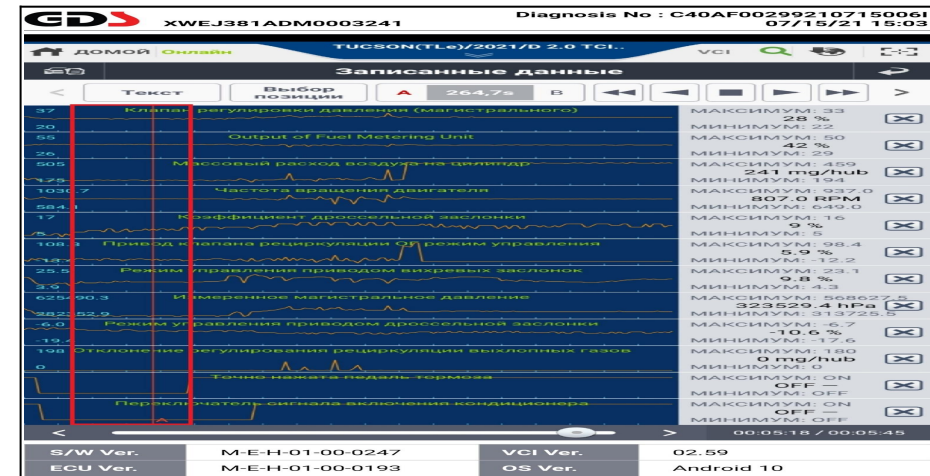 GDS XWEJ381ADM0003241 Diagnosis No : C40AF00299210715006I
07/15/21 15:03
ДОМОЙ Онлайн TUCSON(TLe)/2021/D 2.0 TCI.. VCI
Записанные данные
< Текст Выбор позиции A 264,7s B >
37 Клапан регулировки давления (магистрального) МАКСИМУМ: 33
28 %
20 МИНИМУМ: 22
55 Output of Fuel Metering Unit МАКСИМУМ: 50
42 %
26 МИНИМУМ: 29
505 Массовый расход воздуха на цилиндр МАКСИМУМ: 459
241 mg/hub
175 МИНИМУМ: 194
1030.7 Частота вращения двигателя МАКСИМУМ: 937.0
807.0 RPM
584.1 МИНИМУМ: 649.0
17 Коэффициент дроссельной заслонки МАКСИМУМ: 16
9 %
5 МИНИМУМ: 5
108.3 Привод клапана рециркуляции ОГ режим управления МАКСИМУМ: 98.4
5.9 %
МИНИМУМ: -12.2
25.5 Режим управления приводом вихревых заслонок МАКСИМУМ: 23.1
9.8 %
3.9 МИНИМУМ: 4.3
625490.3 Измеренное магистральное давление МАКСИМУМ: 568627.5
323529.4 hPa
282352.9 МИНИМУМ: 313725.5
-6.0 Режим управления приводом дроссельной заслонки МАКСИМУМ: -6.7
-10.6 %
-19.4 МИНИМУМ: -17.6
198 Отклонение регулирования рециркуляции выхлопных газов МАКСИМУМ: 180
0 mg/hub
0 МИНИМУМ: 0
Точно нажата педаль тормоза МАКСИМУМ: ON
OFF —
МИНИМУМ: OFF
Переключатель сигнала включения кондиционера МАКСИМУМ: ON
OFF —
МИНИМУМ: OFF
< > 00:05:18 / 00:05:45
S/W Ver. M-E-H-01-00-0247 VCI Ver. 02.59
ECU Ver. M-E-H-01-00-0193 OS Ver. Android 10